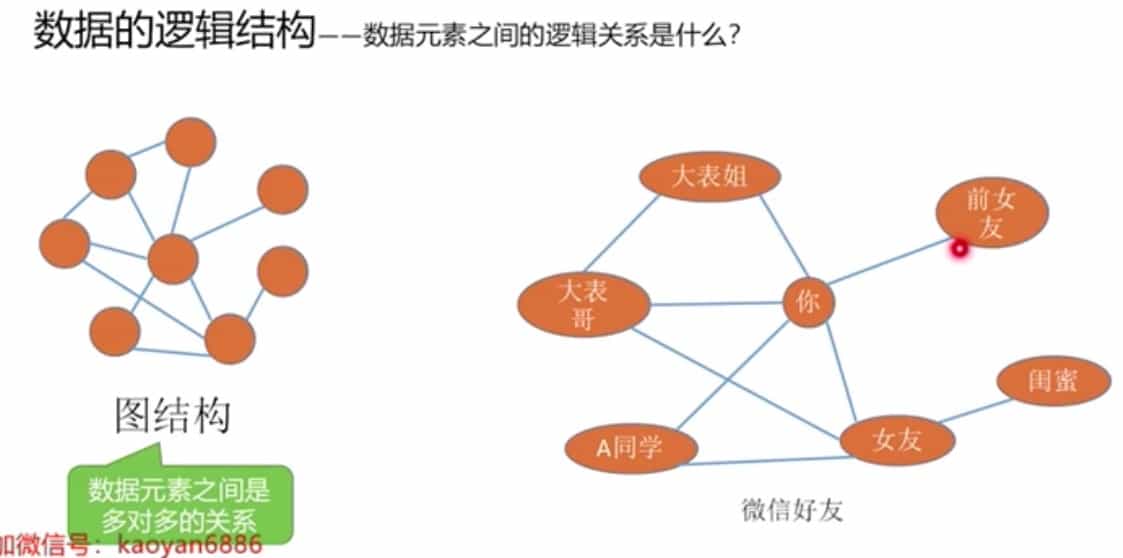 数据的逻辑结构——数据元素之间的逻辑关系是什么?
大表姐
前女
友
大表
哥
你
闺蜜
A同学
女友
图结构
微信好友
数据元素之间是
多对多的关系
加微信号：kaoyan6886